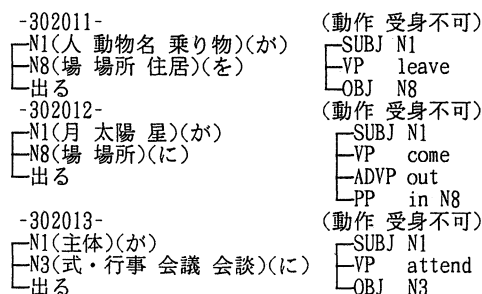 -302011- (動作 受身不可)
┌N1(人 動物名 乗り物)(が) ┌SUBJ N1
├N8(場 場所 住居)(を) ├VP leave
└出る └OBJ N8
-302012- (動作 受身不可)
┌N1(月 太陽 星)(が) ┌SUBJ N1
├N8(場 場所)(に) ├VP come
└出る ├ADVP out
└PP in N8
-302013- (動作 受身不可)
┌N1(主体)(が) ┌SUBJ N1
├N3(式・行事 会議 会談)(に) ├VP attend
└出る └OBJ N3